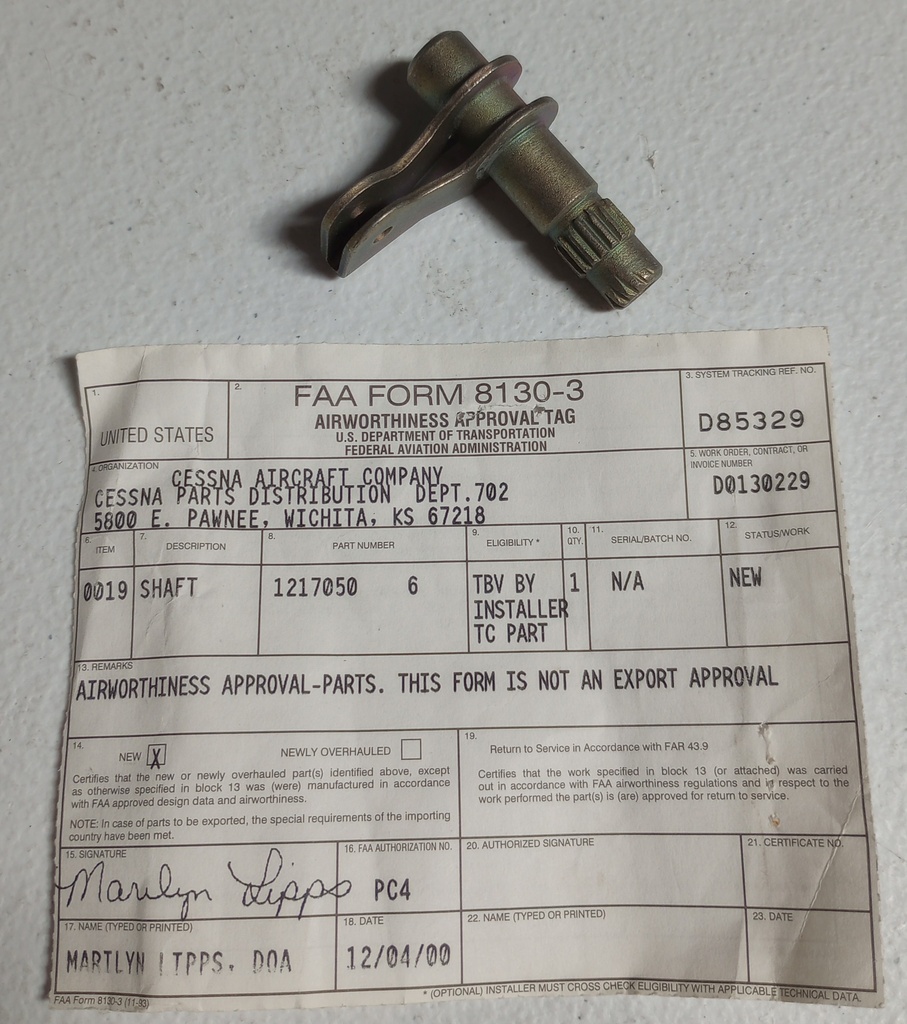 1.
UNITED STATES
2.
FAA FORM 8130-3
AIRWORTHINESS APPROVAL TAG
U.S. DEPARTMENT OF TRANSPORTATION
FEDERAL AVIATION ADMINISTRATION
3. SYSTEM TRACKING REF. NO.
D85329
4. ORGANIZATION
CESSNA AIRCRAFT COMPANY
CESSNA PARTS DISTRIBUTION DEPT.702
5800 E. PAWNEE, WICHITA, KS 67218
5. WORK ORDER, CONTRACT, OR
INVOICE NUMBER
D0130229
6. ITEM
7. DESCRIPTION
8. PART NUMBER
9. ELIGIBILITY *
10. QTY.
11. SERIAL/BATCH NO.
12. STATUS/WORK
0019 SHAFT 1217050 6 TBV BY 1 N/A NEW
INSTALLER
TC PART
13. REMARKS
AIRWORTHINESS APPROVAL-PARTS. THIS FORM IS NOT AN EXPORT APPROVAL
14.
NEW X NEWLY OVERHAULED
Certifies that the new or newly overhauled part(s) identified above, except
as otherwise specified in block 13 was (were) manufactured in accordance
with FAA approved design data and airworthiness.
NOTE: In case of parts to be exported, the special requirements of the importing
country have been met.
19.
Return to Service in Accordance with FAR 43.9
Certifies that the work specified in block 13 (or attached) was carried
out in accordance with FAA airworthiness regulations and in respect to the
work performed the part(s) is (are) approved for return to service.
15. SIGNATURE
Marilyn Lipps
16. FAA AUTHORIZATION NO.
PC4
20. AUTHORIZED SIGNATURE
21. CERTIFICATE NO.
17. NAME (TYPED OR PRINTED)
MARILYN LIPPS, DOA
18. DATE
12/04/00
22. NAME (TYPED OR PRINTED)
23. DATE
FAA Form 8130-3 (11-93)
* (OPTIONAL) INSTALLER MUST CROSS CHECK ELIGIBILITY WITH APPLICABLE TECHNICAL DATA.